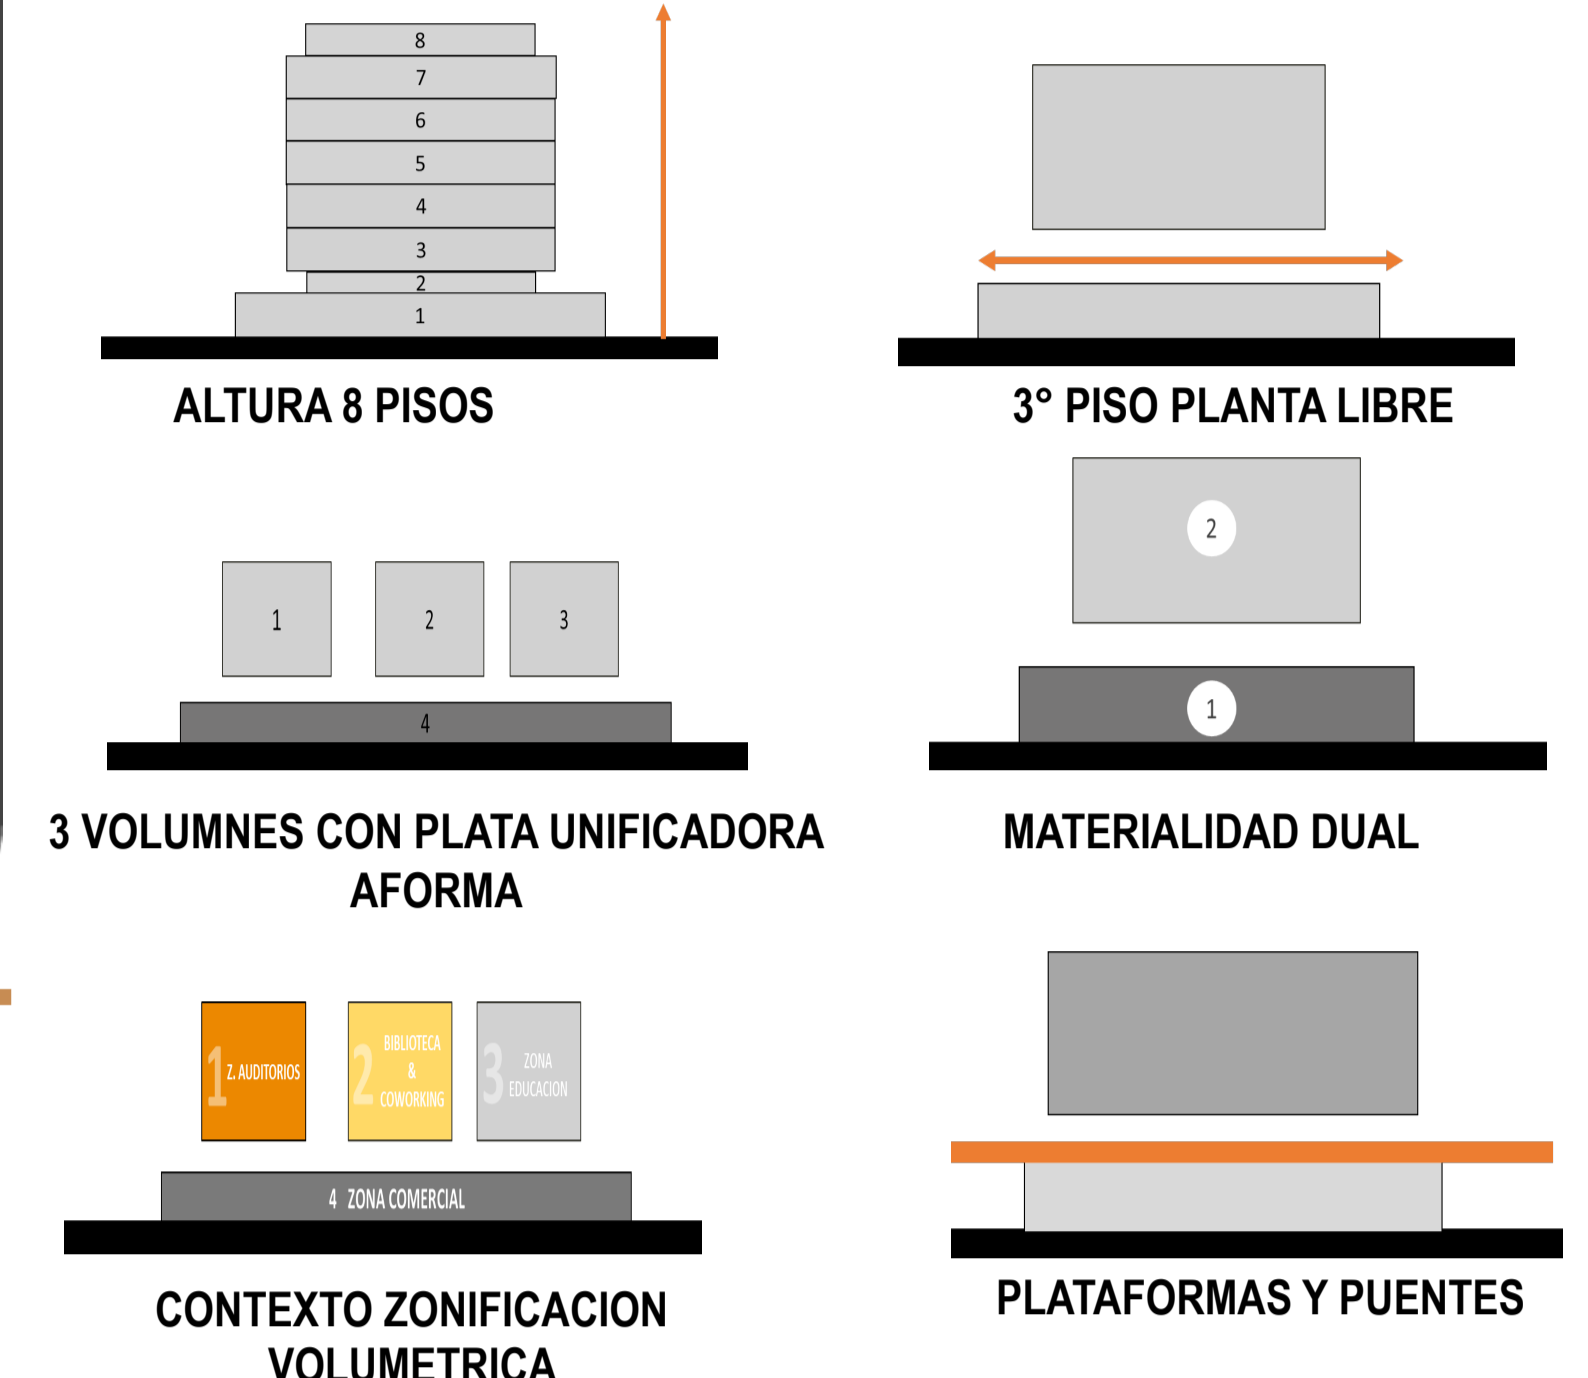 8
7
6
5
4
3
2
1
ALTURA 8 PISOS
3° PISO PLANTA LIBRE
1
2
3
4
3 VOLUMNES CON PLATA UNIFICADORA
AFORMA
2
1
MATERIALIDAD DUAL
1 Z. AUDITORIOS
2
BIBLIOTECA
&
COWORKING
3
ZONA
EDUCACION
4 ZONA COMERCIAL
CONTEXTO ZONIFICACION
VOLUMETRICA
PLATAFORMAS Y PUENTES